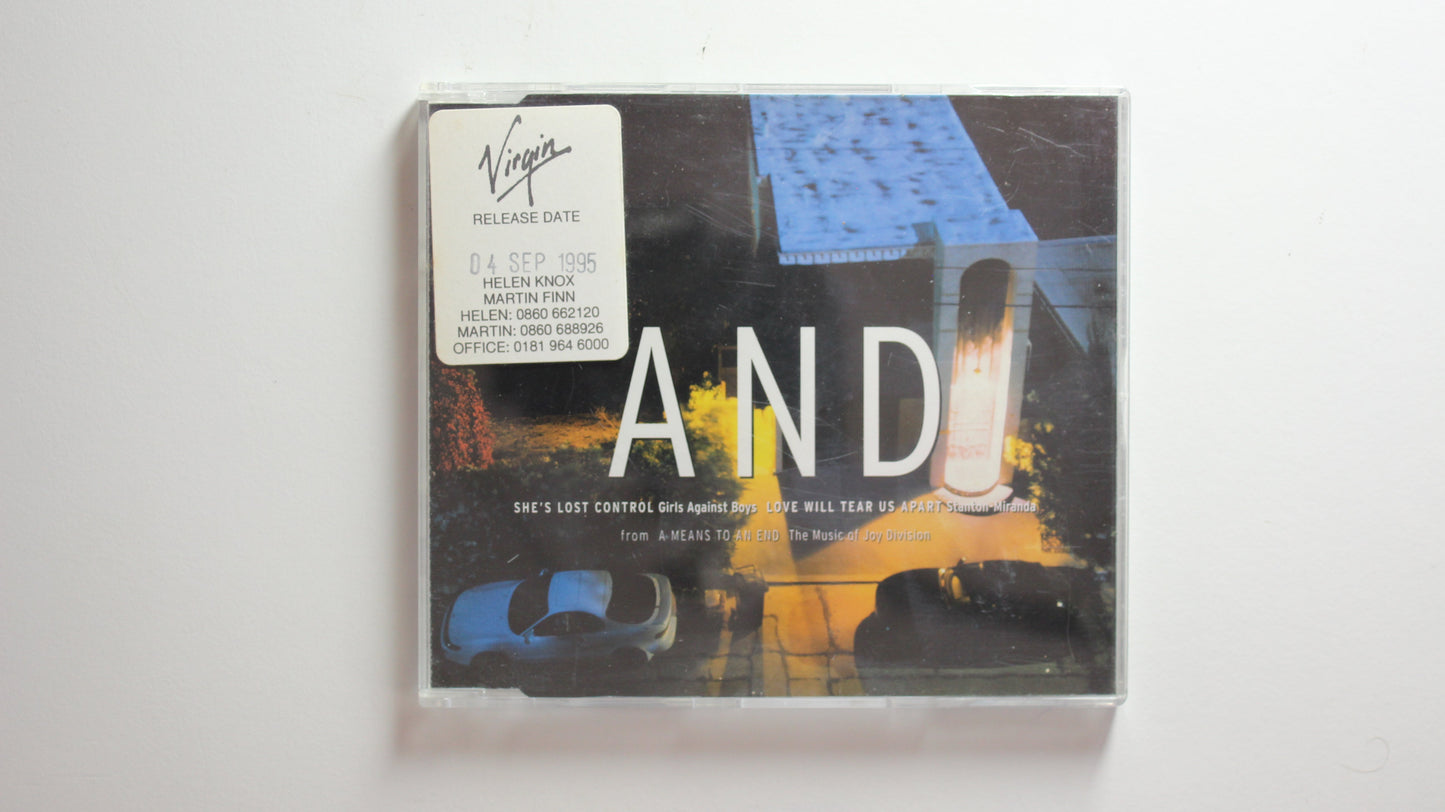 Virgin
RELEASE DATE
04 SEP 1995
HELEN KNOX
MARTIN FINN
HELEN: 0860 662120
MARTIN: 0860 688926
OFFICE: 0181 964 6000
AND
SHE'S LOST CONTROL Girls Against Boys LOVE WILL TEAR US APART Stanton-Miranda
from A MEANS TO AN END The Music of Joy Division